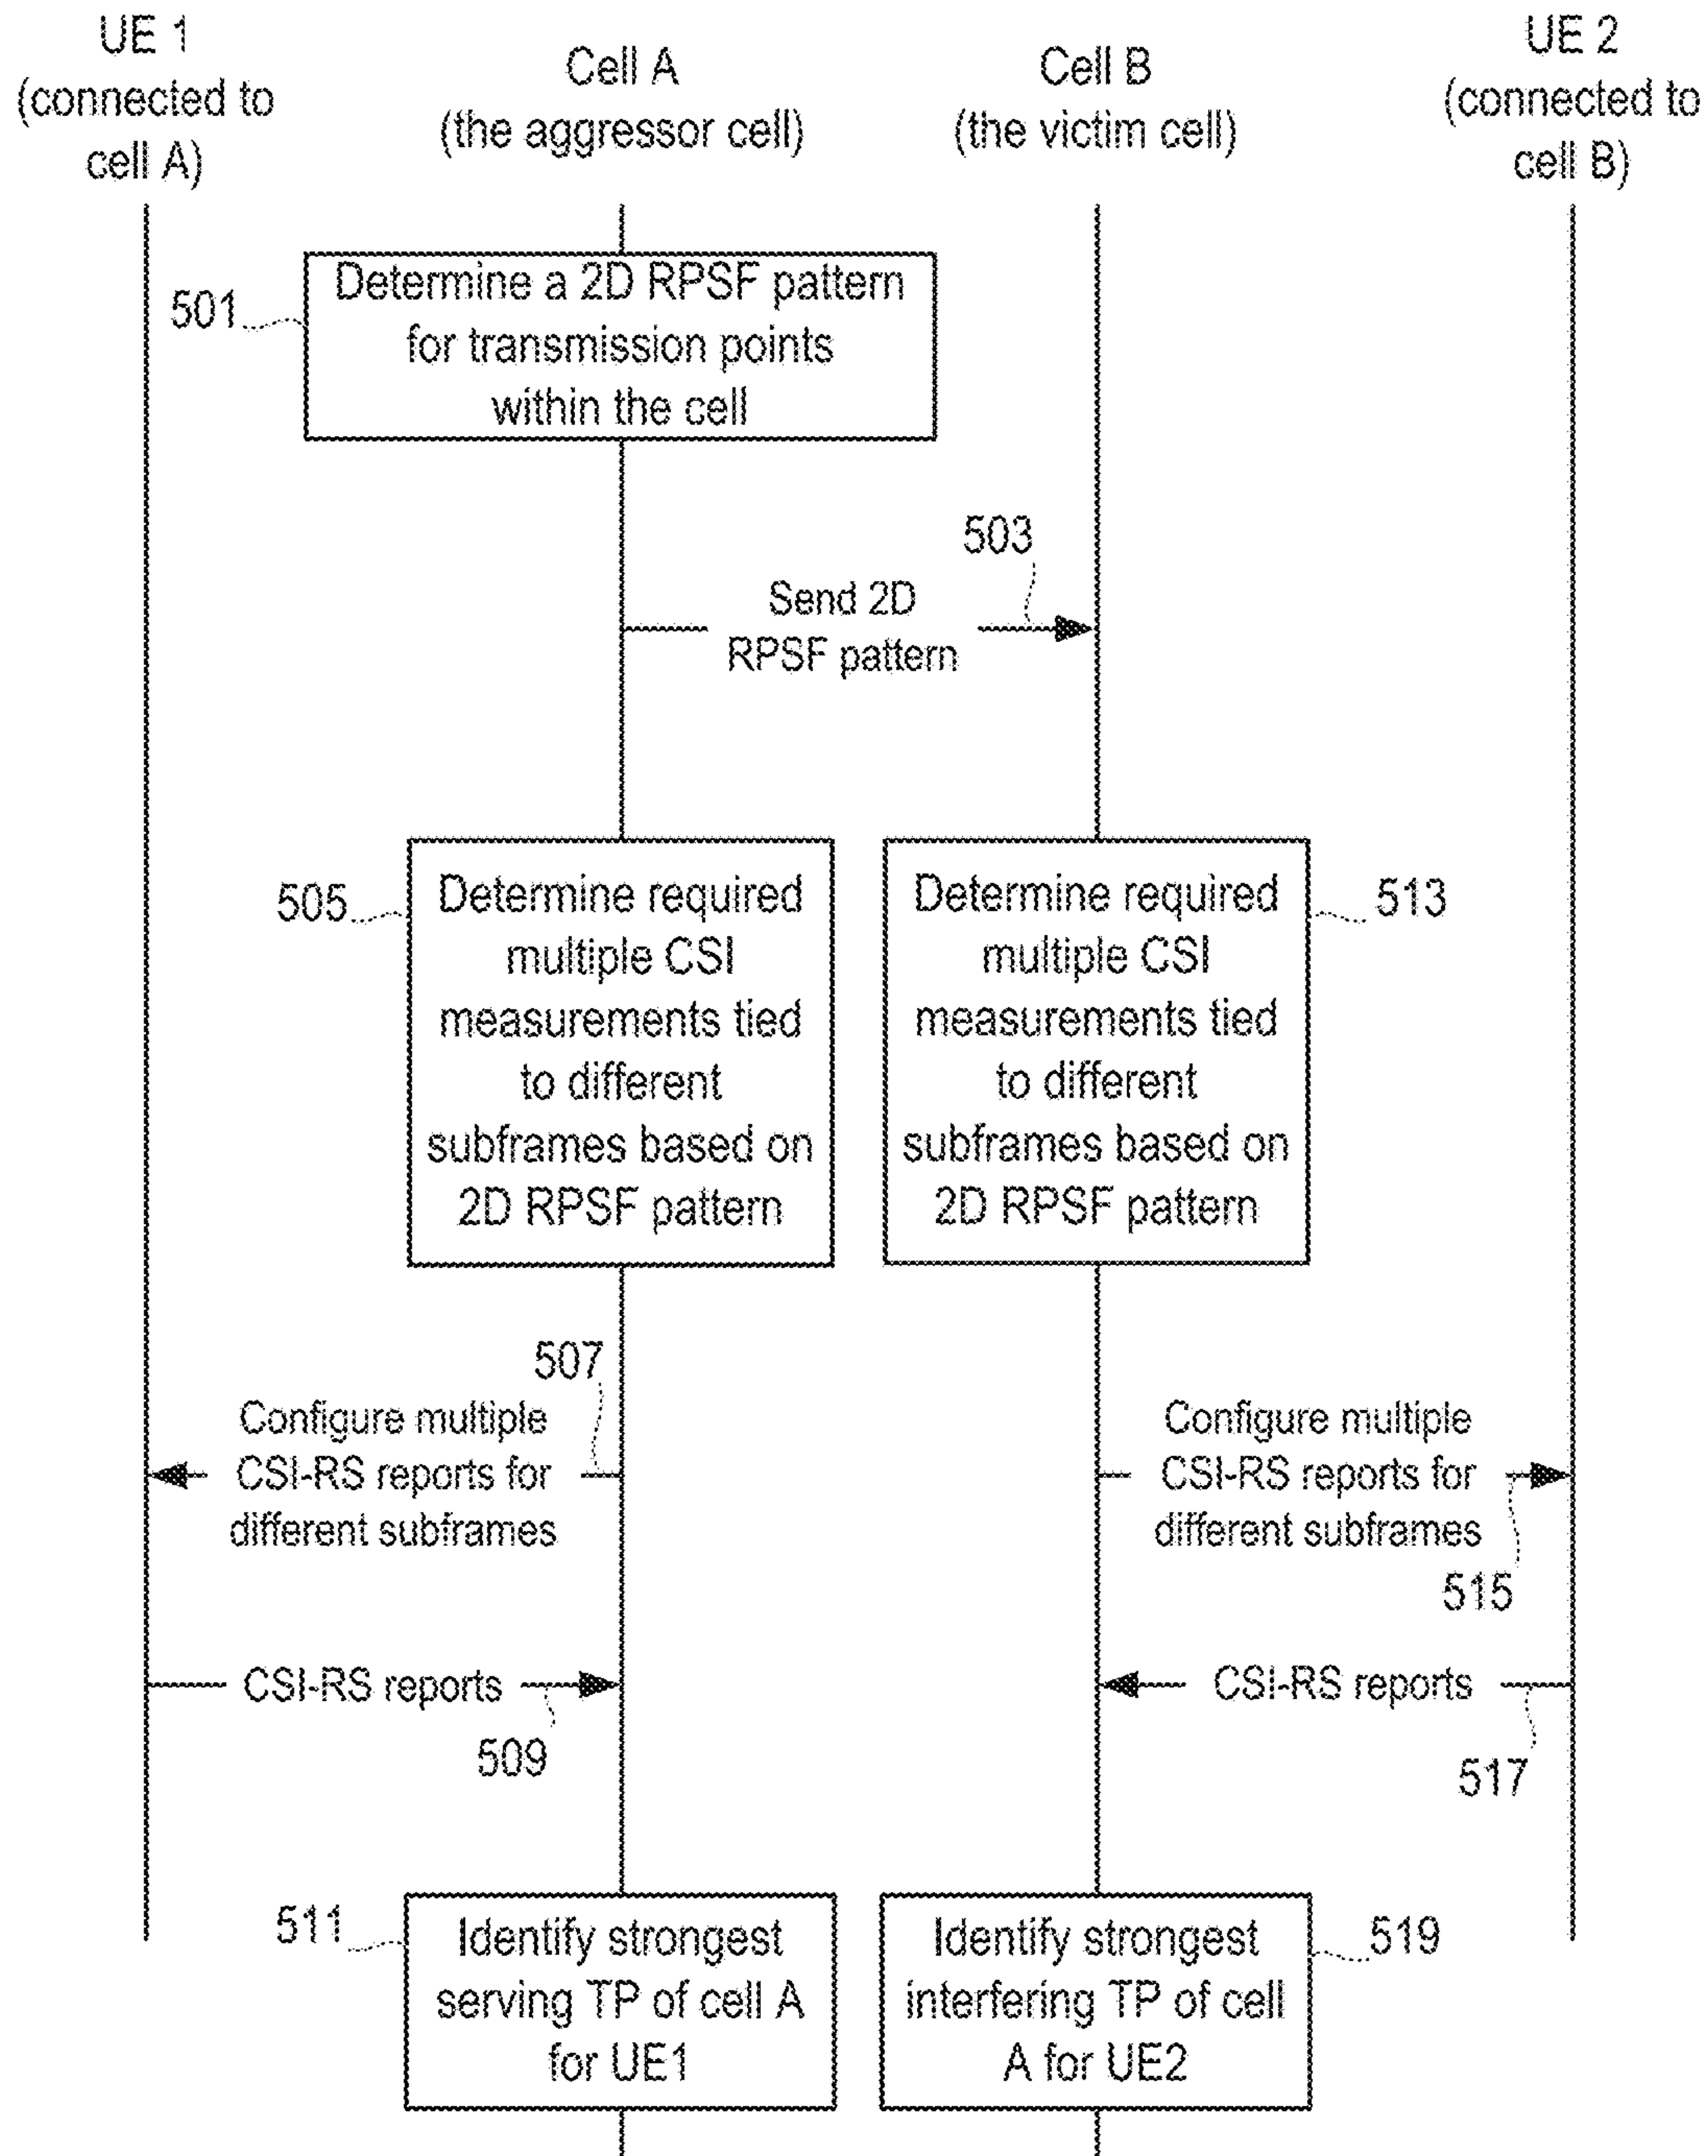 UE 1
(connected to
cell A)
Cell A
(the aggressor cell)
Cell B
(the victim cell)
UE 2
(connected to
cell B)
501
Determine a 2D RPSF pattern
for transmission points
within the cell
503
Send 2D
RPSF pattern
505
Determine required
multiple CSI
measurements tied
to different
subframes based on
2D RPSF pattern
Determine required
multiple CSI
measurements tied
to different
subframes based on
2D RPSF pattern
513
507
Configure multiple
CSI-RS reports for
different subframes
Configure multiple
CSI-RS reports for
different subframes
515
CSI-RS reports
509
CSI-RS reports
517
511
Identify strongest
serving TP of cell A
for UE1
Identify strongest
interfering TP of cell
A for UE2
519